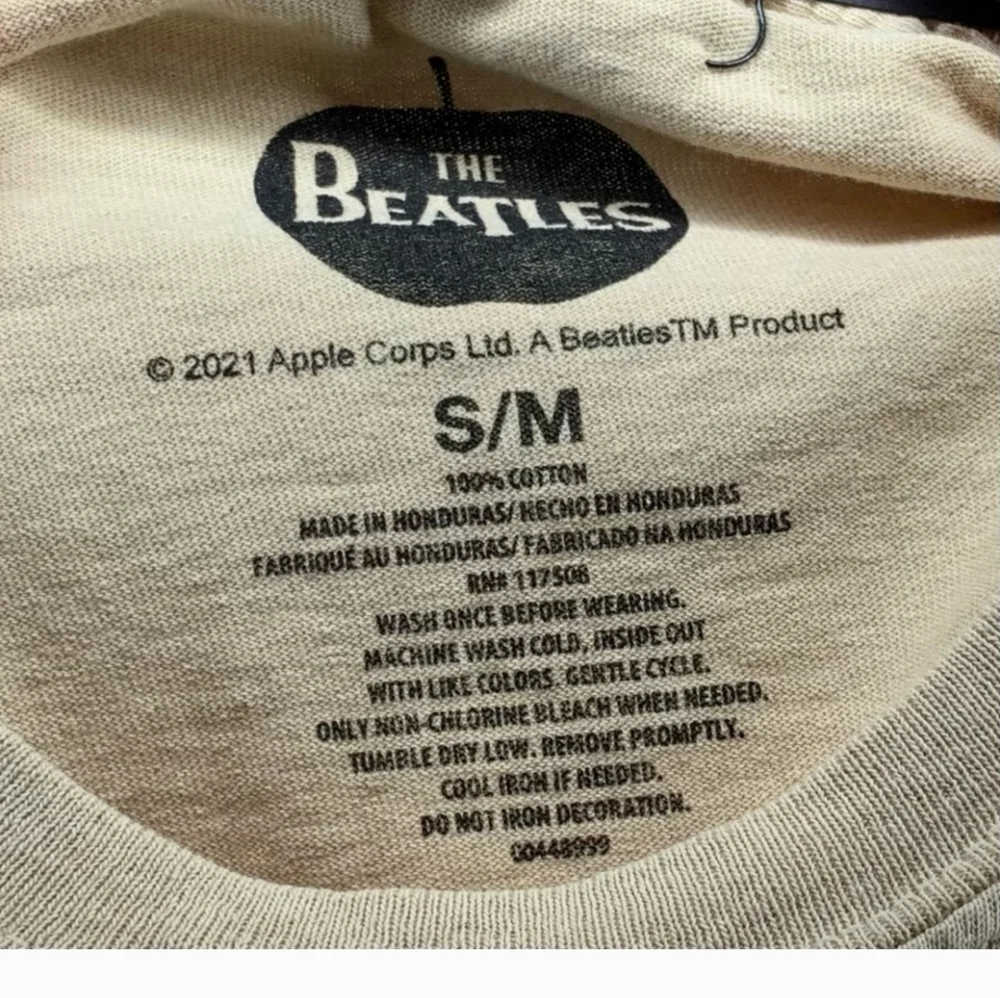 THE
BEATLES
© 2021 Apple Corps Ltd. A BeatlesTM Product
S/M
100% COTTON
MADE IN HONDURAS/ HECHO EN HONDURAS
FABRIQUÉ AU HONDURAS/ FABRICADO NA HONDURAS
RN# 117508
WASH ONCE BEFORE WEARING.
MACHINE WASH COLD, INSIDE OUT
WITH LIKE COLORS. GENTLE CYCLE.
ONLY NON-CHLORINE BLEACH WHEN NEEDED.
TUMBLE DRY LOW. REMOVE PROMPTLY.
COOL IRON IF NEEDED.
DO NOT IRON DECORATION.
00448999